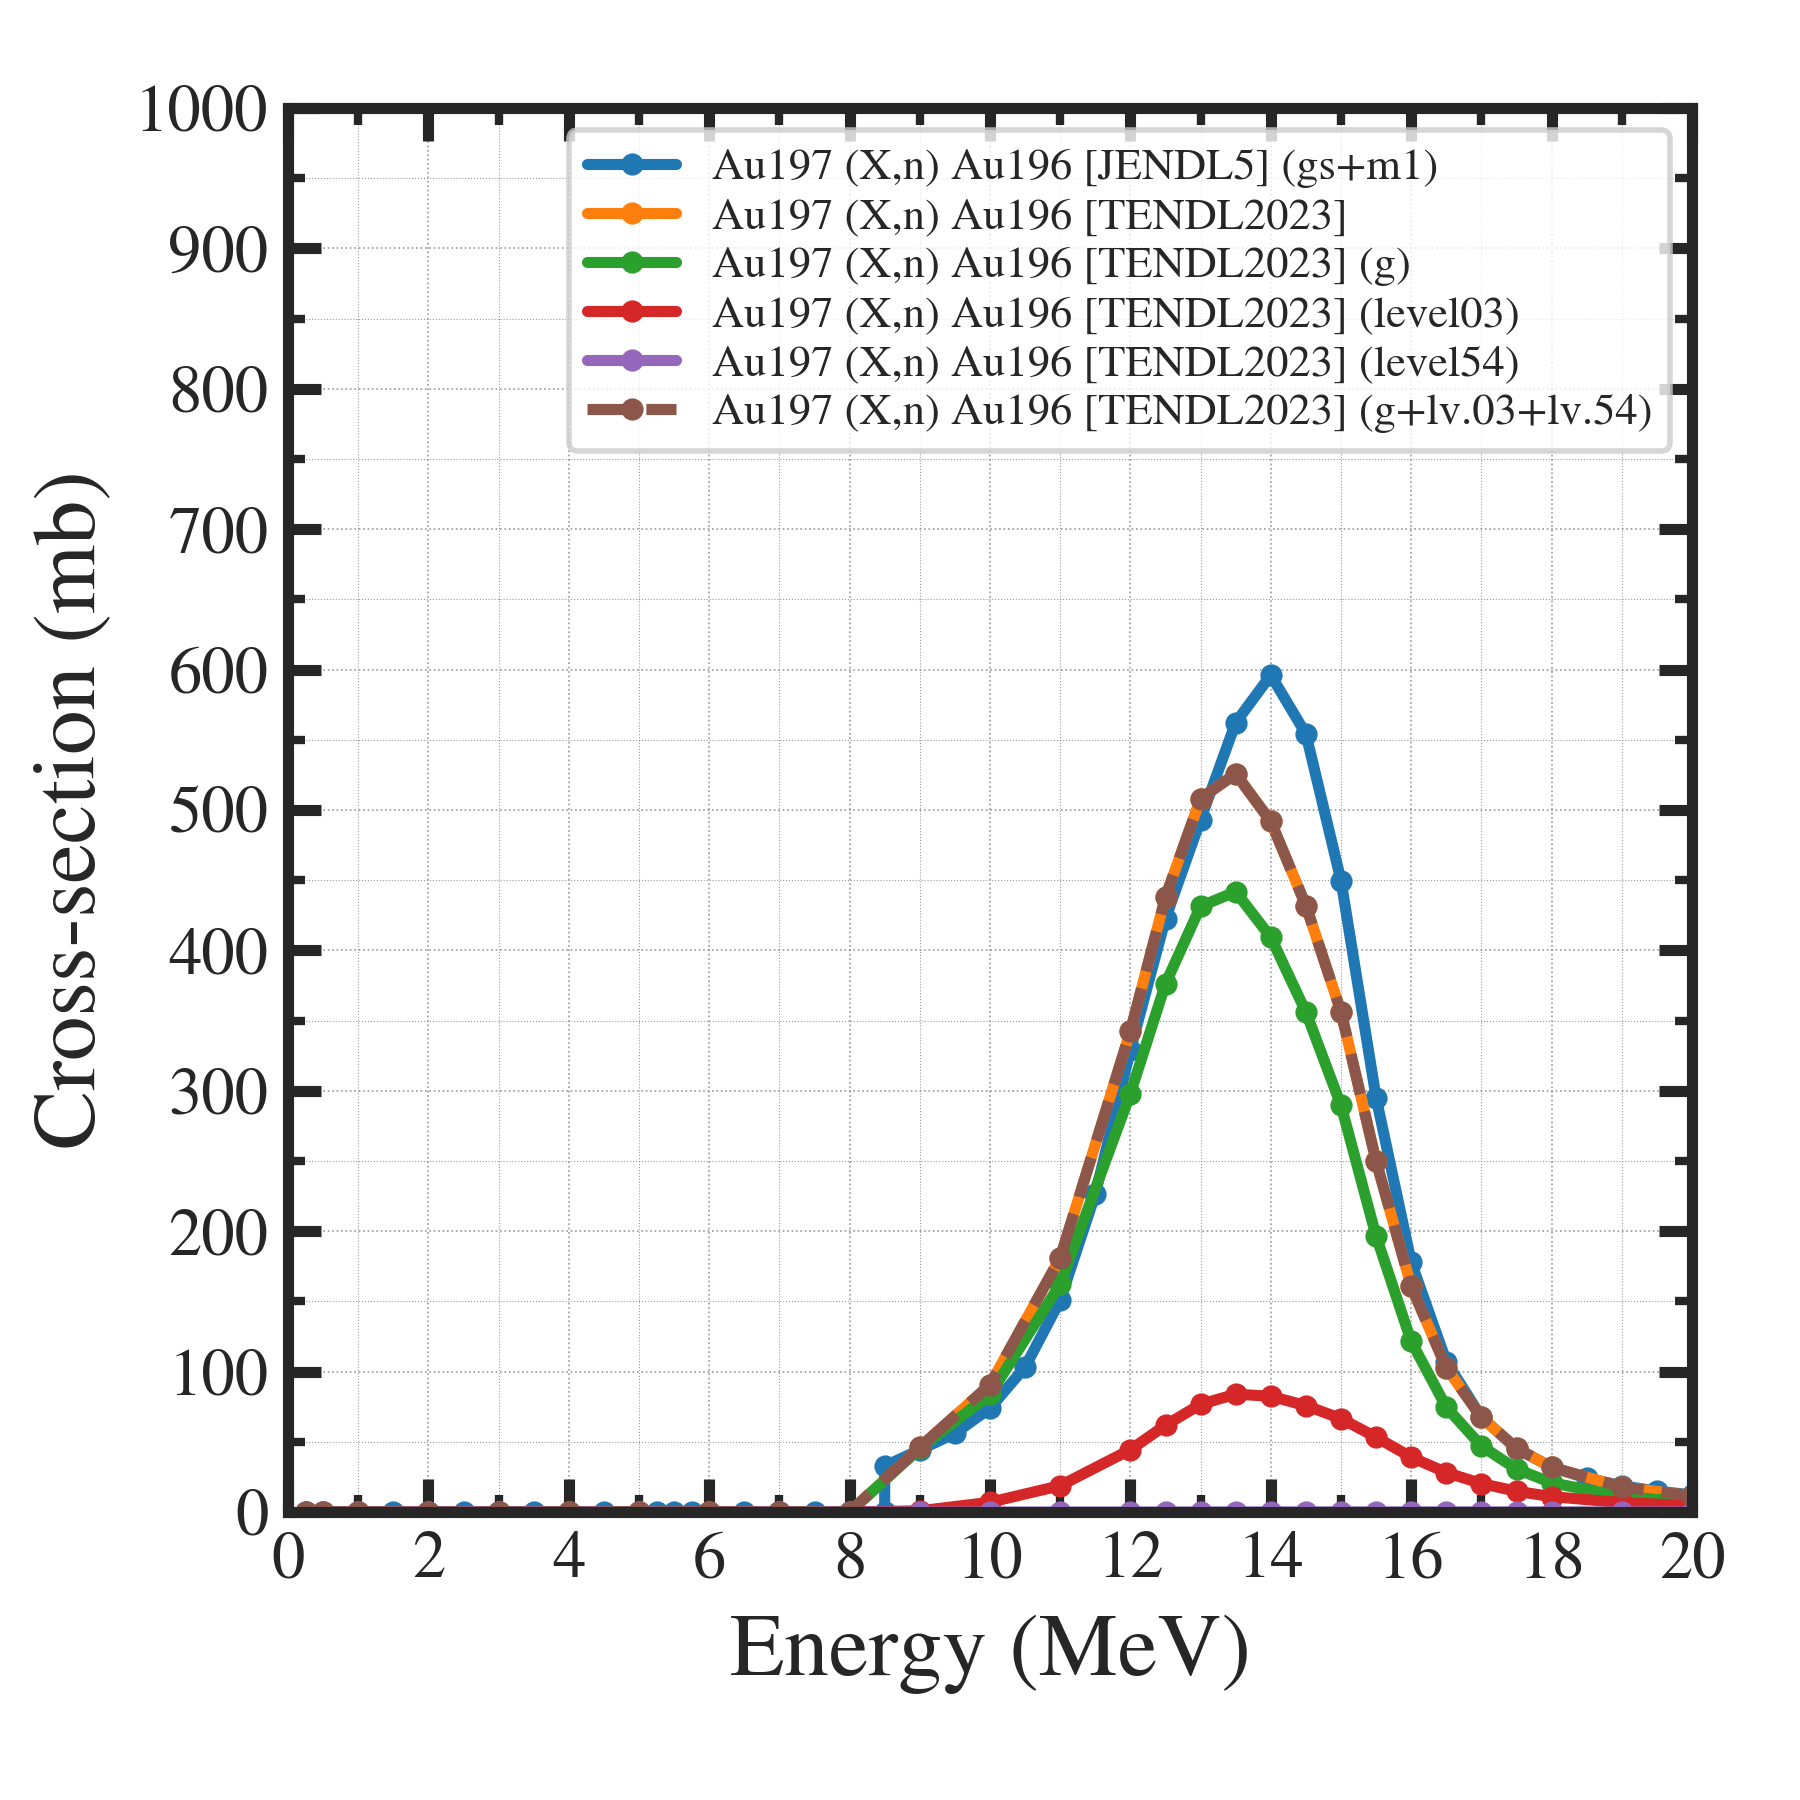 1000
900
800
700
600
500
400
300
200
100
0
Cross-section (mb)
Au197 (X,n) Au196 [JENDL5] (gs+m1)
Au197 (X,n) Au196 [TENDL2023]
Au197 (X,n) Au196 [TENDL2023] (g)
Au197 (X,n) Au196 [TENDL2023] (level03)
Au197 (X,n) Au196 [TENDL2023] (level54)
Au197 (X,n) Au196 [TENDL2023] (g+lv.03+lv.54)
0 2 4 6 8 10 12 14 16 18 20
Energy (MeV)